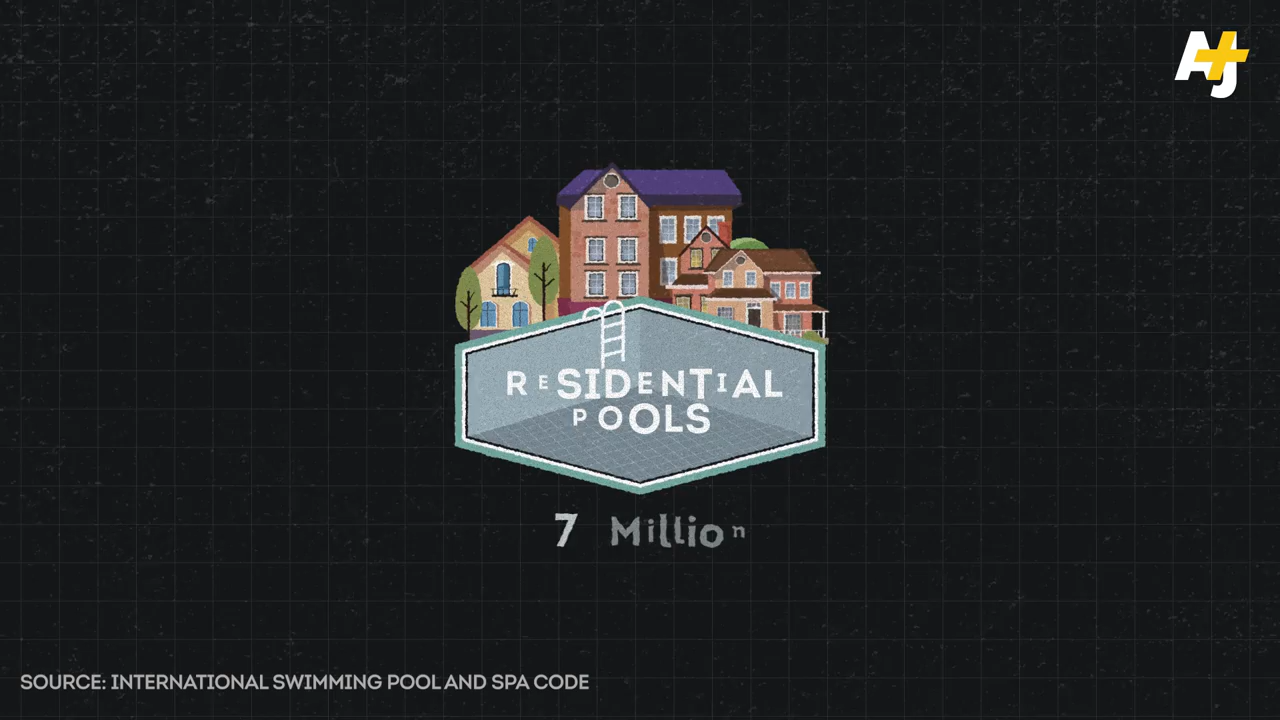 AJ+
RESIDENTIAL
POOLS
7 Million
SOURCE: INTERNATIONAL SWIMMING POOL AND SPA CODE